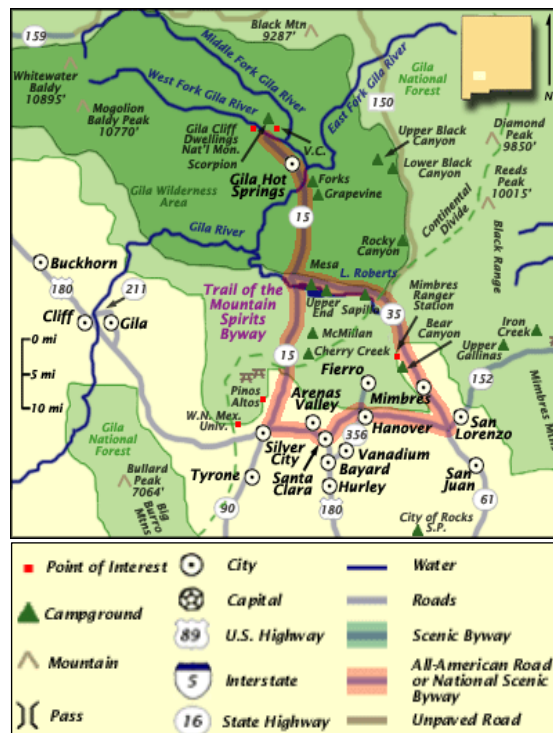 159
Black Mtn
9287'
Middle Fork Gila River
West Fork Gila River
East Fork Gila River
Gila
National
Forest
N
Whitewater
Baldy
10895'
Mogolion
Baldy Peak
10770'
150
Diamond
Peak
9850'
Upper Black
Canyon
Gila Cliff
Dwellings
Nat'l Mon.
V.C.
Scorpion
Lower Black
Canyon
Reeds
Peak
10015'
Gila Hot
Springs
Forks
Grapevine
Gila Wilderness
Area
Continental
Divide
15
Gila River
Rocky
Canyon
Black Range
Buckhorn
Mesa
L. Roberts
180
211
Trail of the
Mountain
Spirits
Byway
Upper
End
Sapillo
Mimbres
Ranger
Station
35
Cliff
Gila
Bear
Canyon
Iron
Creek
0 mi
McMillan
Upper
Gallinas
15
Cherry Creek
5 mi
Fierro
152
Pinos
Altos
Arenas
Valley
Mimbres
Mimbres Mtn
10 mi
W.N. Mex.
Univ.
Hanover
San
Lorenzo
Gila
National
Forest
Silver
City
356
Vanadium
Santa
Clara
Bayard
San
Juan
Bullard
Peak
7064'
Tyrone
Hurley
Big
Burro
Mtns
90
180
61
City of Rocks
S.P.
Point of Interest
City
Water
Campground
Capital
Roads
89
U.S. Highway
Scenic Byway
Mountain
5
Interstate
All-American Road
or National Scenic
Byway
Pass
16
State Highway
Unpaved Road